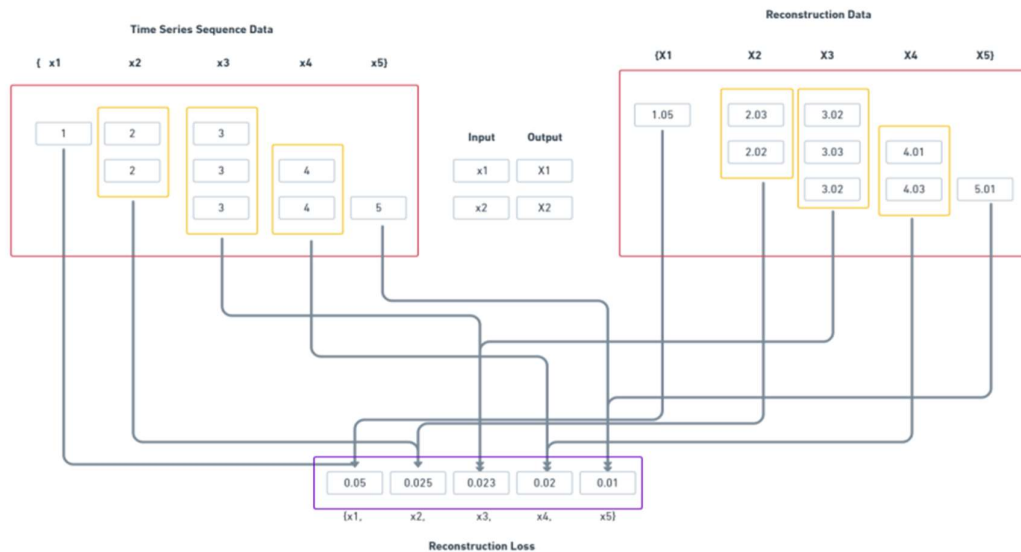 Time Series Sequence Data
Reconstruction Data
{ x1 x2 x3 x4 x5}
{X1 X2 X3 X4 X5}
1 2 3
2 3 4
3 4 5
Input Output
x1 X1
x2 X2
1.05 2.03 3.02
2.02 3.03 4.01
3.02 4.03 5.01
0.05 0.025 0.023 0.02 0.01
{x1, x2, x3, x4, x5}
Reconstruction Loss